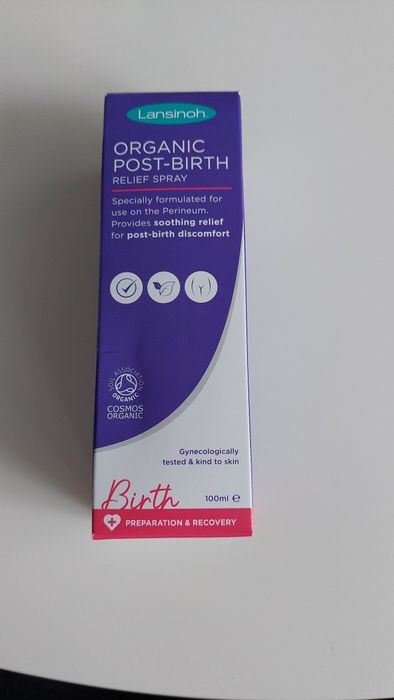 Lansinoh
ORGANIC
POST-BIRTH
RELIEF SPRAY
Specially formulated for
use on the Perineum.
Provides soothing relief
for post-birth discomfort
SOIL ASSOCIATION
ORGANIC
COSMOS
ORGANIC
Gynecologically
tested & kind to skin
Birth
100ml ℮
PREPARATION & RECOVERY